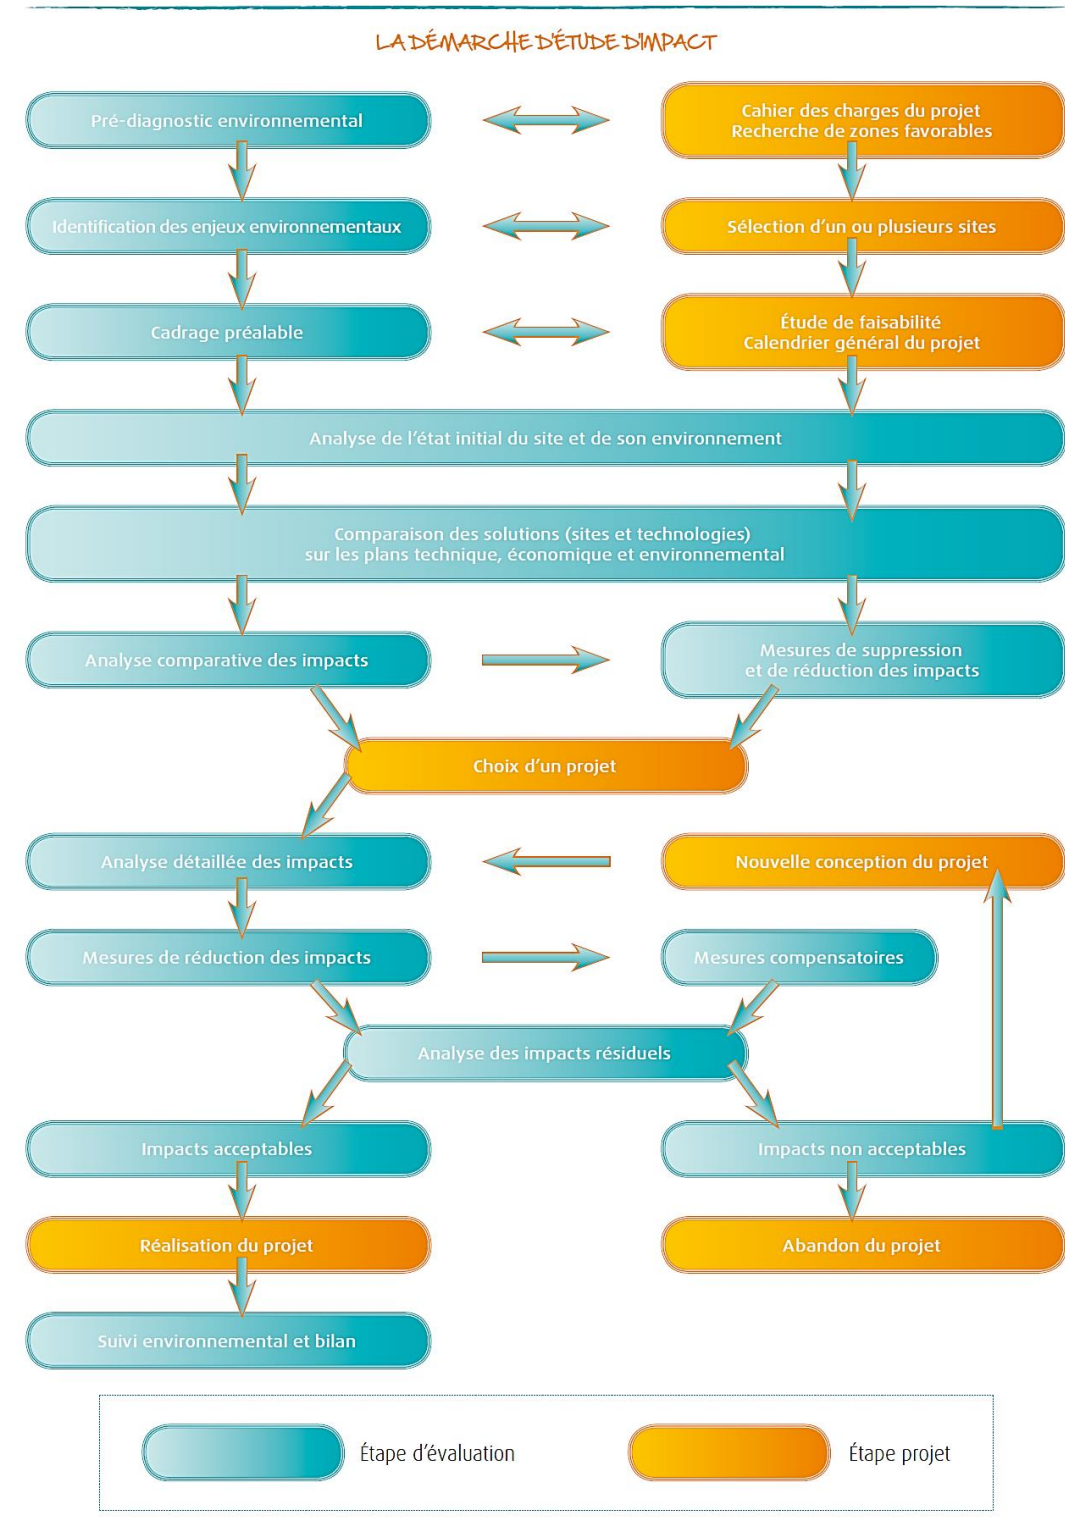 LA DÉMARCHE D'ÉTUDE D'IMPACT
Pré-diagnostic environnemental
Cahier des charges du projet
Recherche de zones favorables
Identification des enjeux environnementaux
Sélection d'un ou plusieurs sites
Cadrage préalable
Étude de faisabilité
Calendrier général du projet
Analyse de l'état initial du site et de son environnement
Comparaison des solutions (sites et technologies)
sur les plans technique, économique et environnemental
Analyse comparative des impacts
Mesures de suppression
et de réduction des impacts
Choix d'un projet
Analyse détaillée des impacts
Nouvelle conception du projet
Mesures de réduction des impacts
Mesures compensatoires
Analyse des impacts résiduels
Impacts acceptables
Impacts non acceptables
Réalisation du projet
Abandon du projet
Suivi environnemental et bilan
Étape d'évaluation
Étape projet